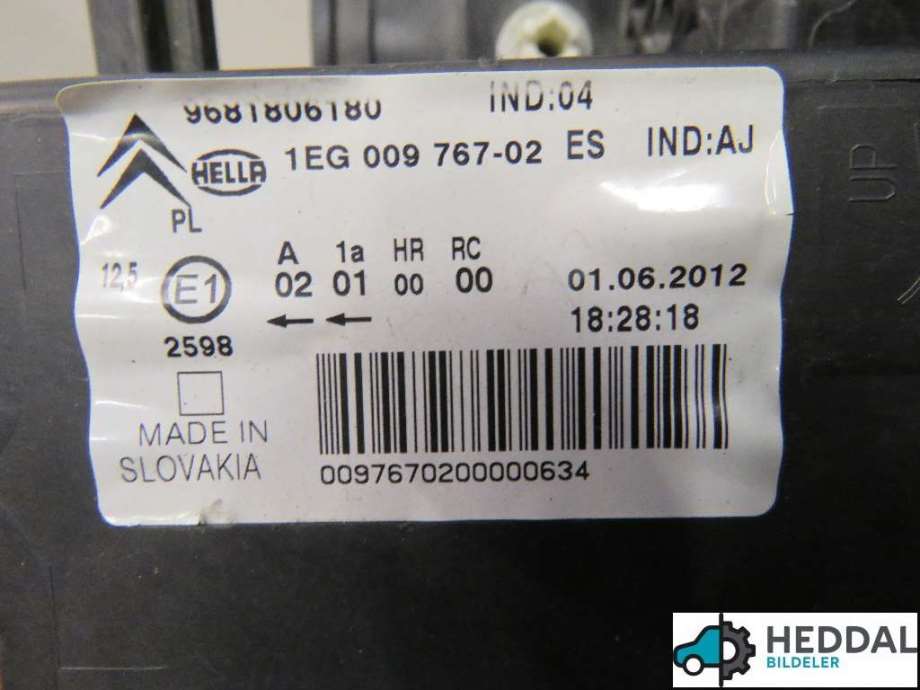 9681806180 IND:04
HELLA 1EG 009 767-02 ES IND:AJ
PL
A 1a HR RC
12,5 E1 02 01 00 00 01.06.2012
18:28:18
2598
MADE IN
SLOVAKIA
0097670200000634
UP
HEDDAL
BILDELER